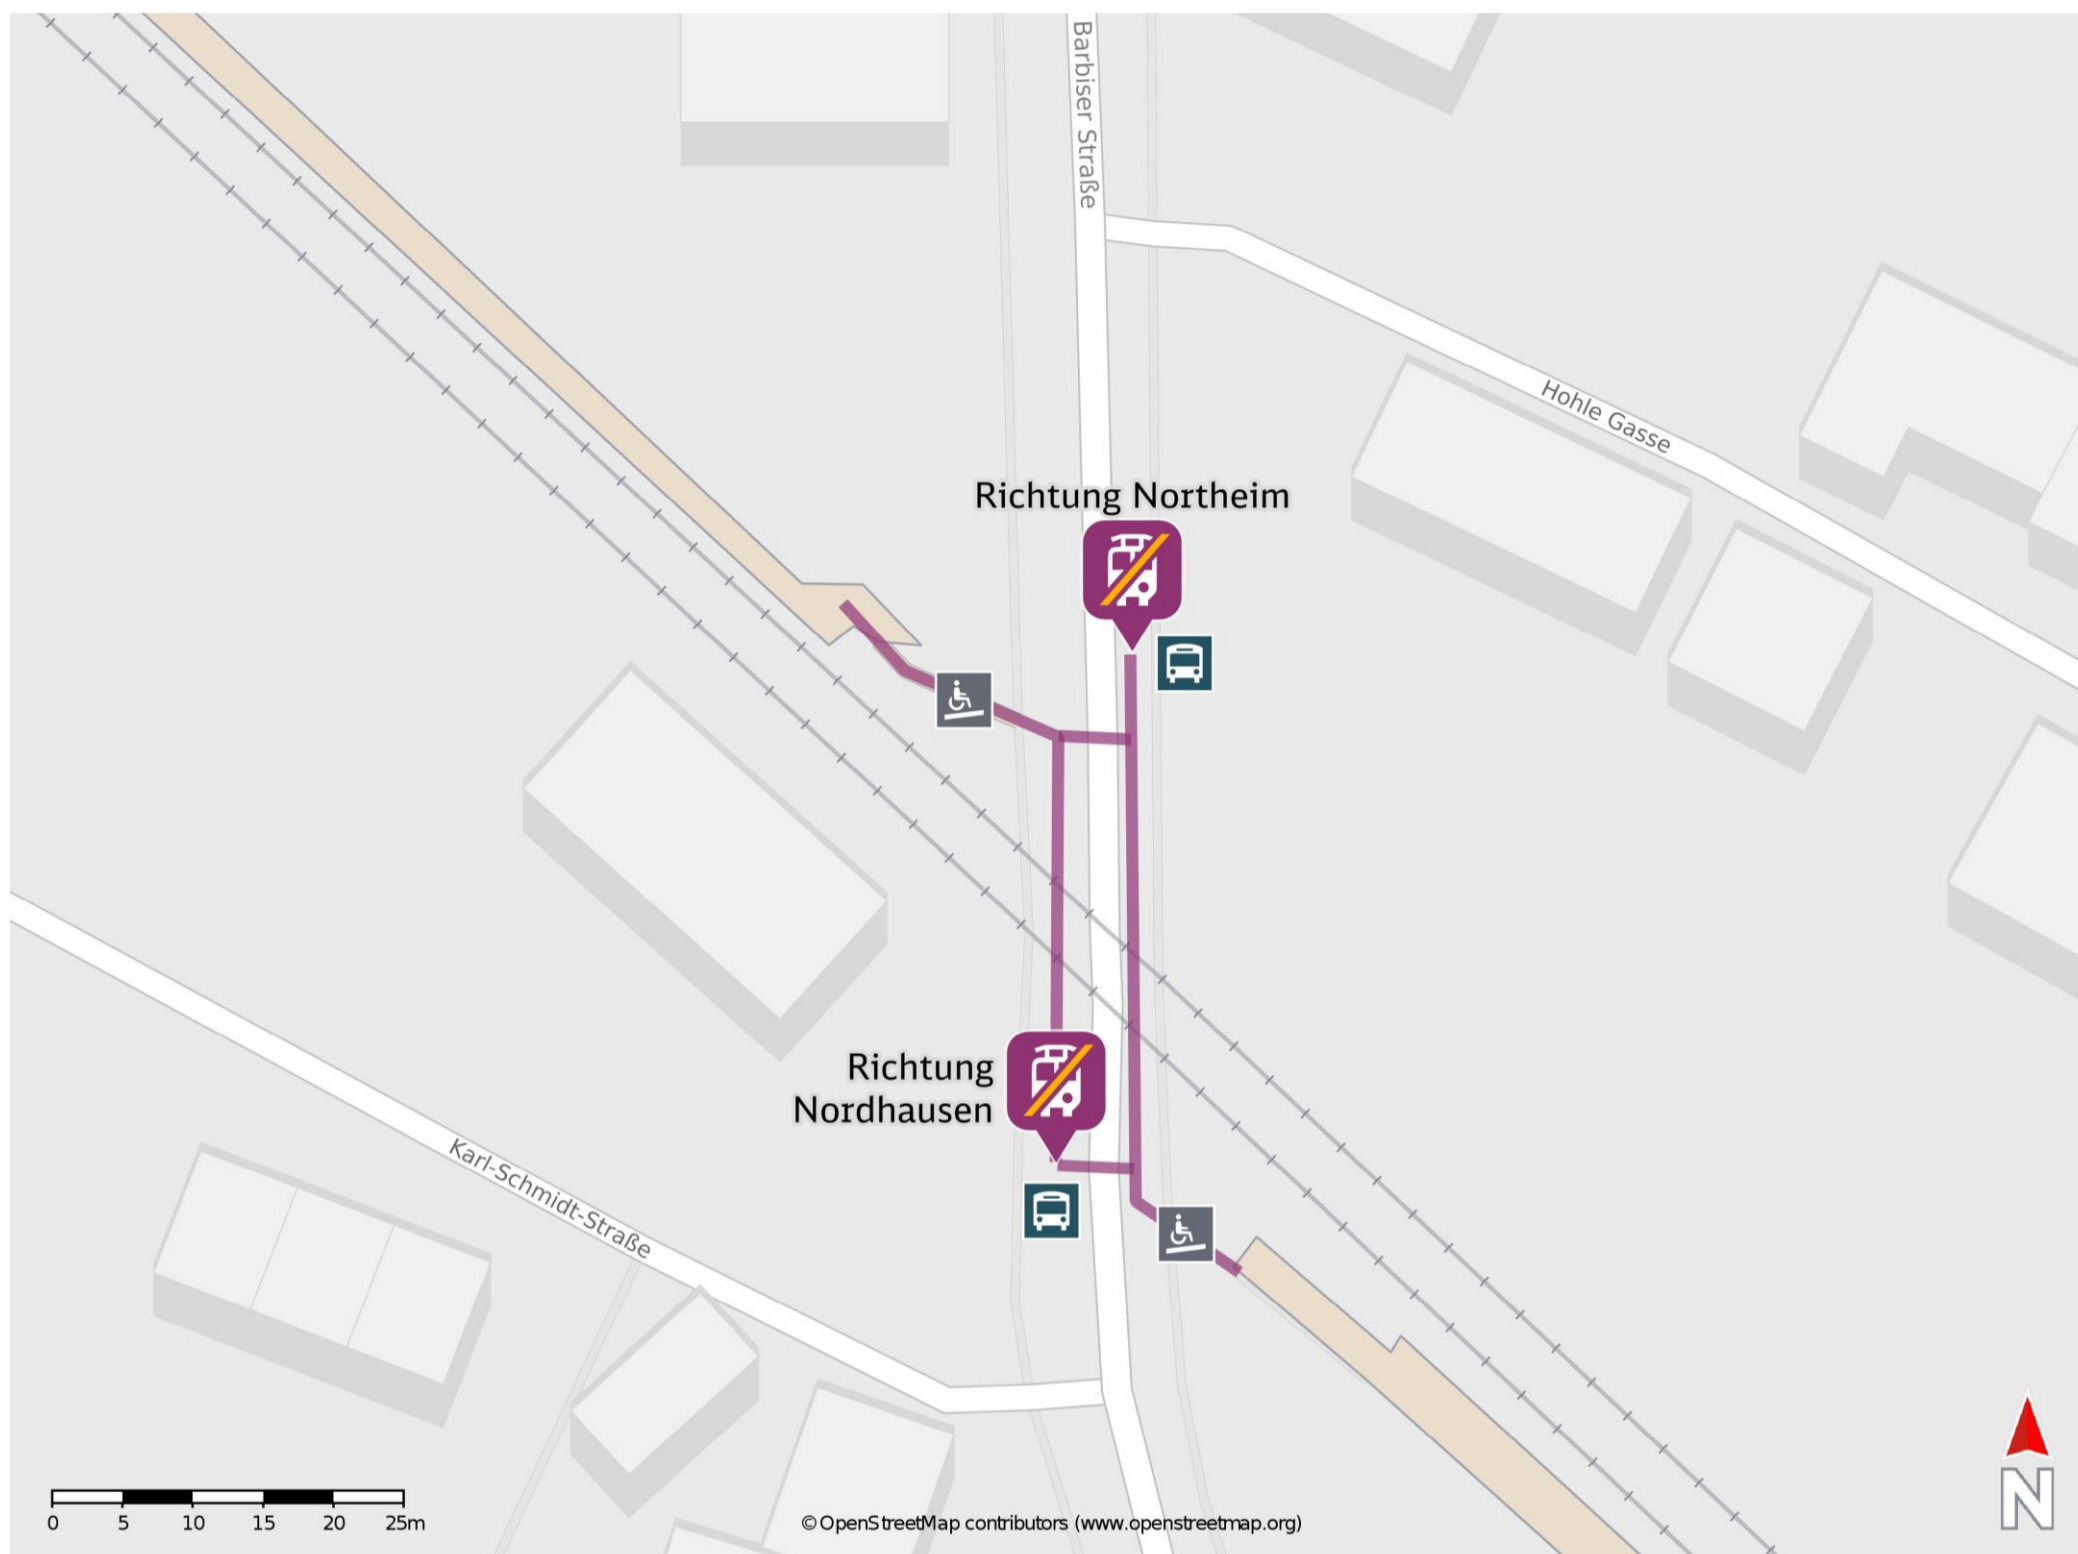 Barbiser Straße
Hohle Gasse
Richtung Northeim
Richtung
Nordhausen
Karl-Schmidt-Straße
N
0 5 10 15 20 25m
© OpenStreetMap contributors (www.openstreetmap.org)